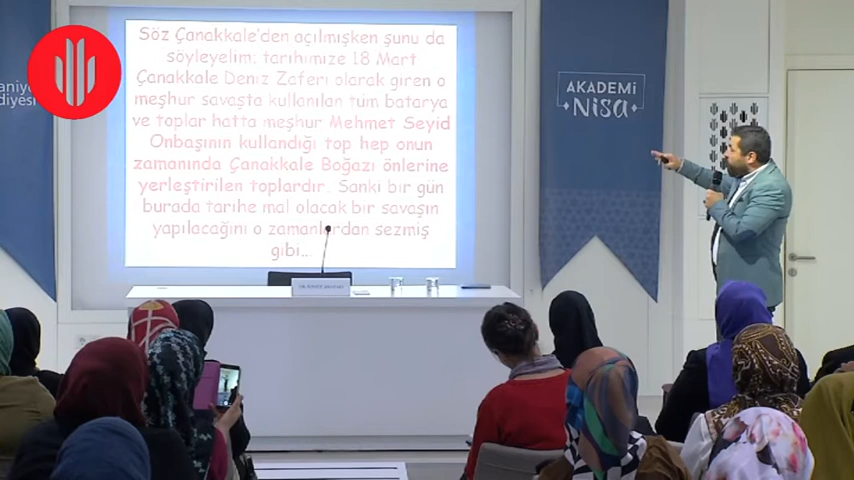 Söz Çanakkale'den açılmışken şunu da
söyleyelim; tarihimize 18 Mart
Çanakkale Deniz Zaferi olarak giren o
meşhur savaşta kullanılan tüm batarya
ve toplar hatta meşhur Mehmet Seyid
Onbaşının kullandığı top hep onun
zamanında Çanakkale Boğazı önlerine
yerleştirilen toplardır. Sanki bir gün
burada tarihe mal olacak bir savaşın
yapılacağını o zamanlardan sezmiş
gibi...
AKADEMİ
NİSA